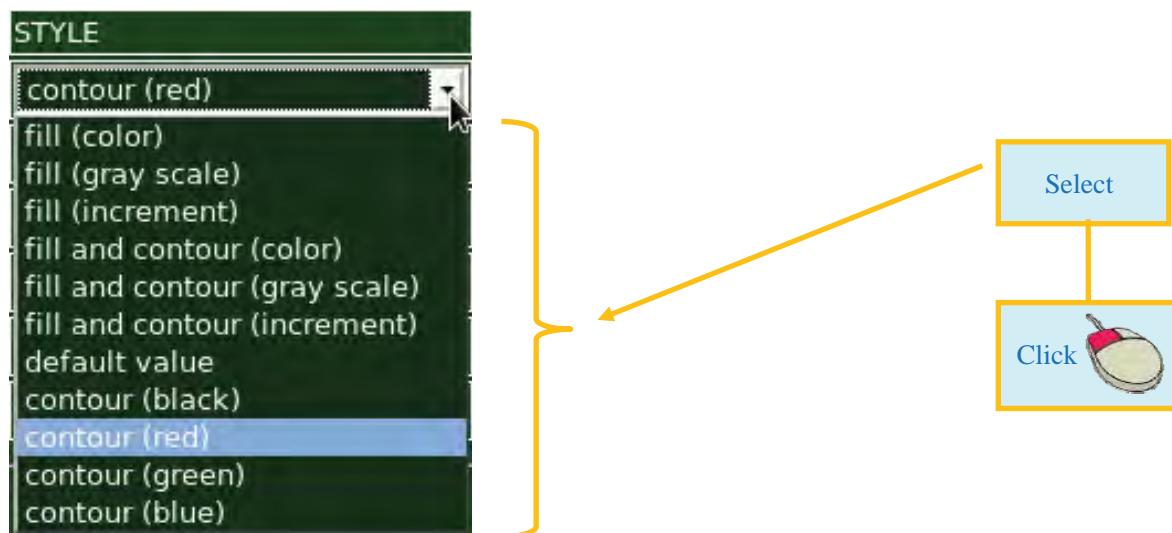 STYLE
contour (red)
fill (color)
fill (gray scale)
fill (increment)
fill and contour (color)
fill and contour (gray scale)
fill and contour (increment)
default value
contour (black)
contour (red)
contour (green)
contour (blue)
Select
Click